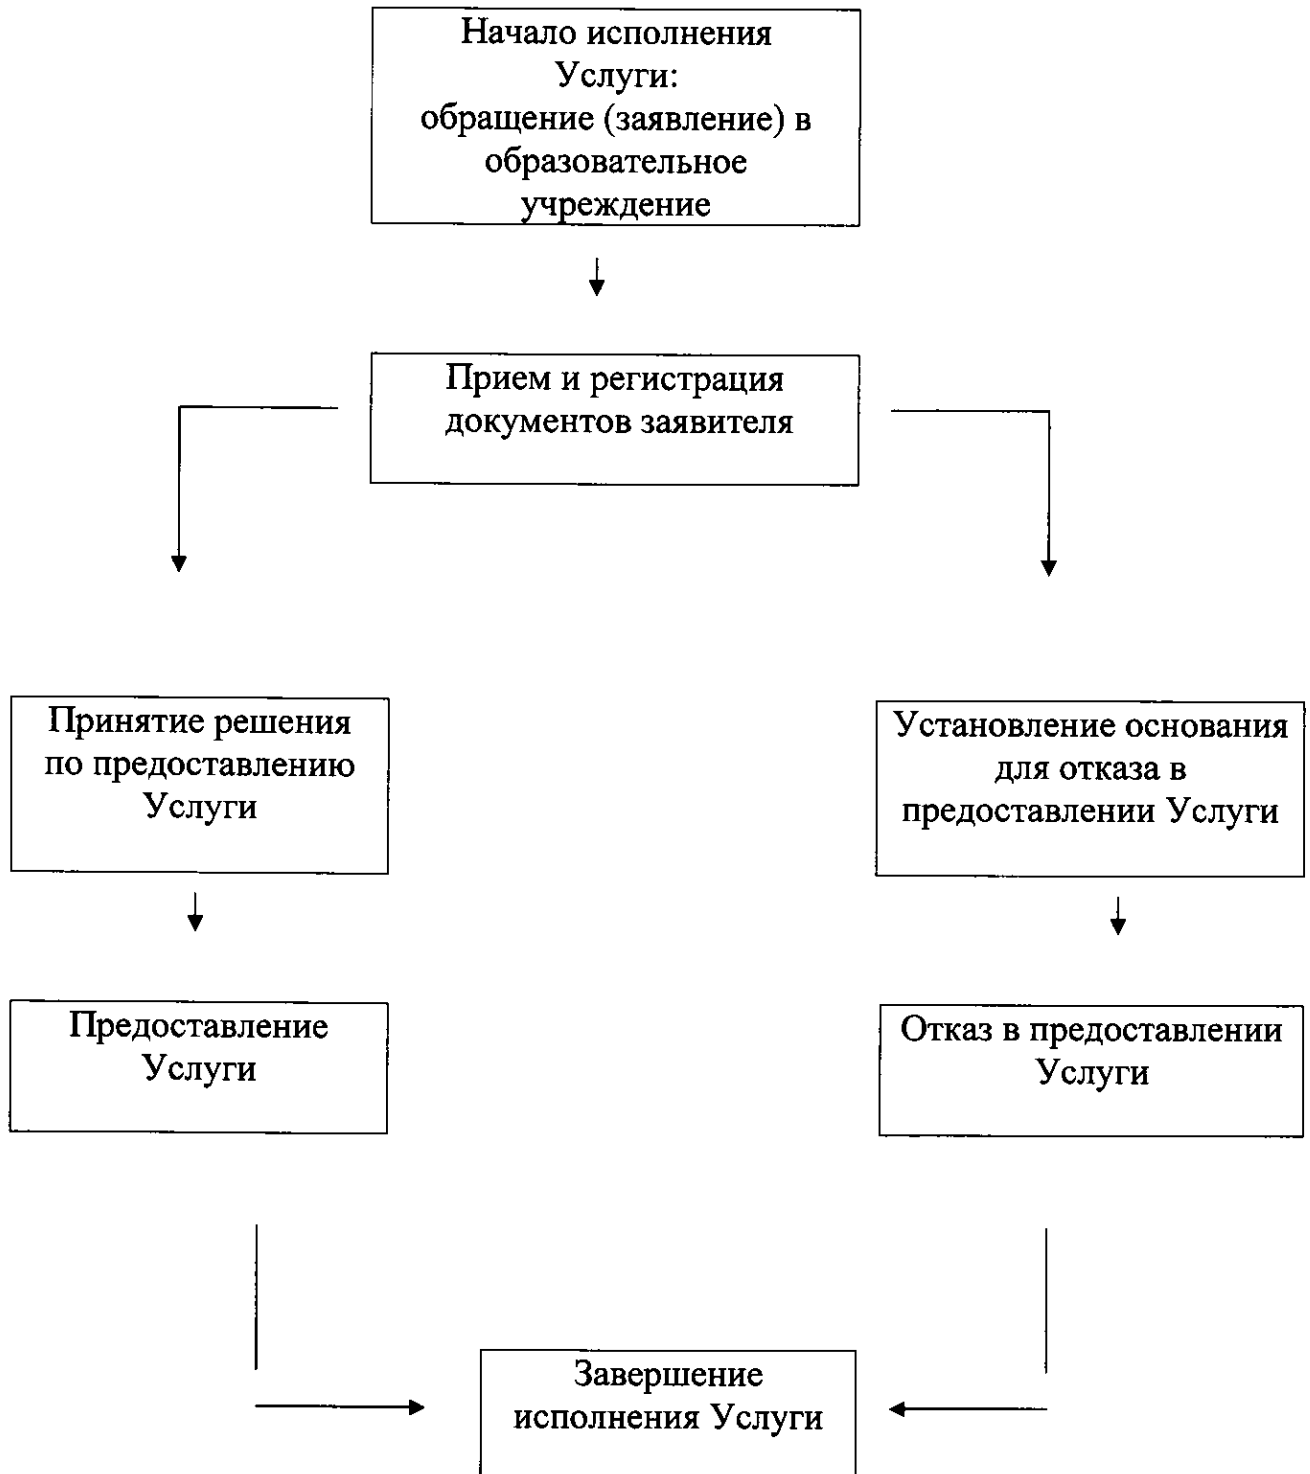 Начало исполнения
Услуги:
обращение (заявление) в
образовательное
учреждение
Прием и регистрация
документов заявителя
Принятие решения
по предоставлению
Услуги
Установление основания
для отказа в
предоставлении Услуги
Предоставление
Услуги
Отказ в предоставлении
Услуги
Завершение
исполнения Услуги